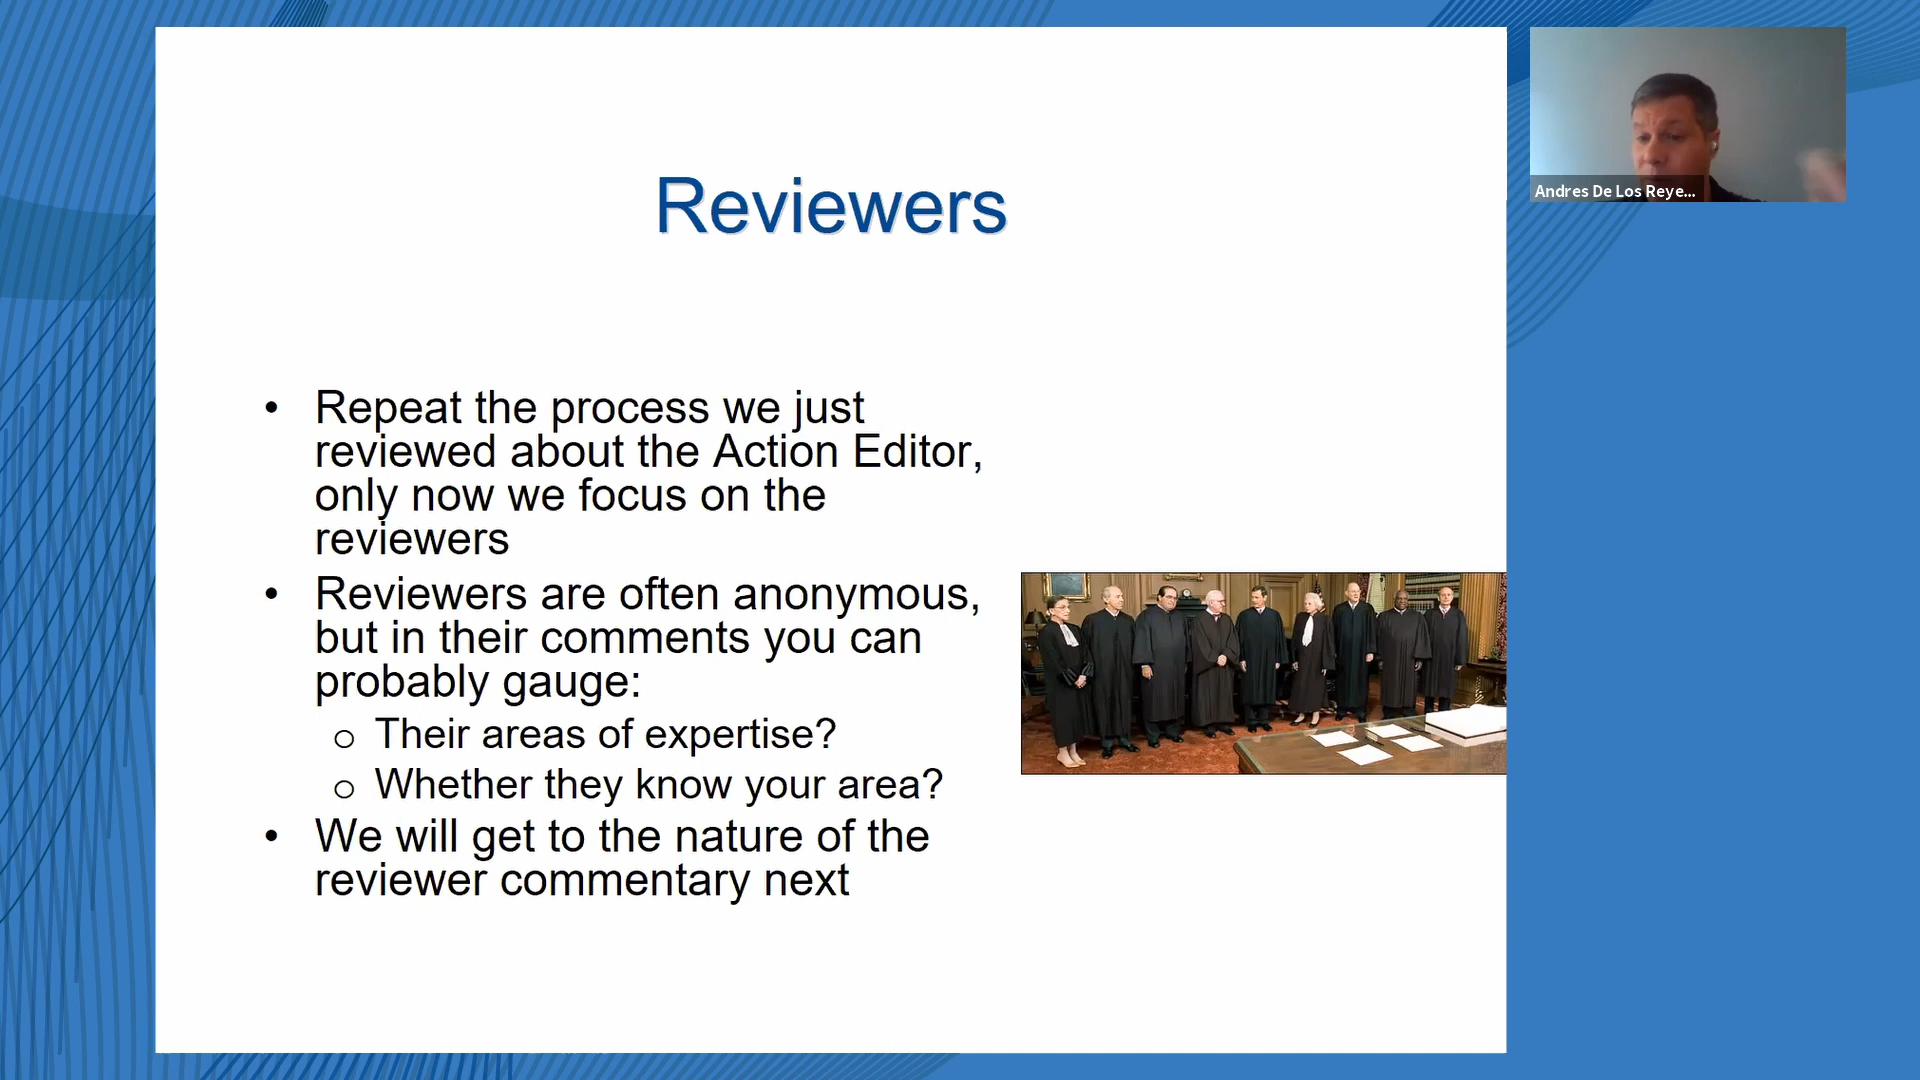 Reviewers
• Repeat the process we just
reviewed about the Action Editor,
only now we focus on the
reviewers
• Reviewers are often anonymous,
but in their comments you can
probably gauge:
o Their areas of expertise?
o Whether they know your area?
• We will get to the nature of the
reviewer commentary next
Andres De Los Reye...